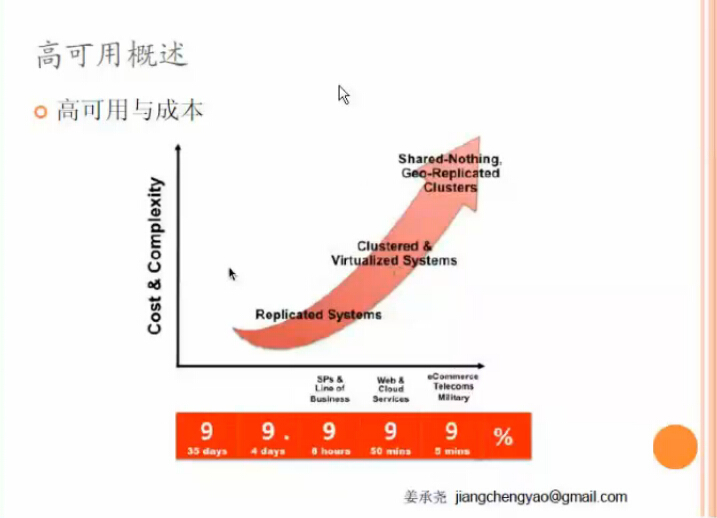 高可用概述
高可用与成本
Cost & Complexity
Shared-Nothing,
Geo-Replicated
Clusters
Clustered &
Virtualized Systems
Replicated Systems
SPs &
Line of
Business
Web &
Cloud
Services
eCommerce
Telecoms
Military
9 9 . 9 9 9 %
35 days 4 days 8 hours 50 mins 5 mins
姜承尧 jiangchengyao@gmail.com